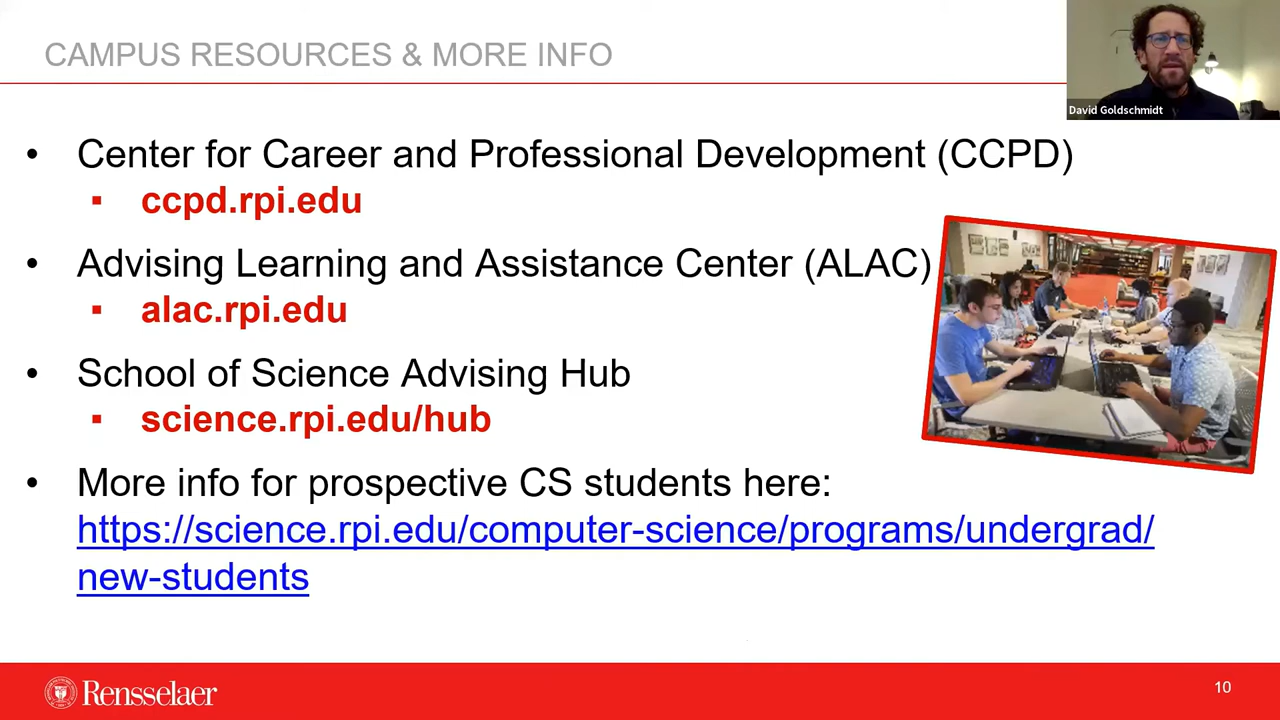 CAMPUS RESOURCES & MORE INFO
David Goldschmidt
• Center for Career and Professional Development (CCPD)
▪ ccpd.rpi.edu
• Advising Learning and Assistance Center (ALAC)
▪ alac.rpi.edu
• School of Science Advising Hub
▪ science.rpi.edu/hub
• More info for prospective CS students here:
https://science.rpi.edu/computer-science/programs/undergrad/
new-students
Rensselaer
10